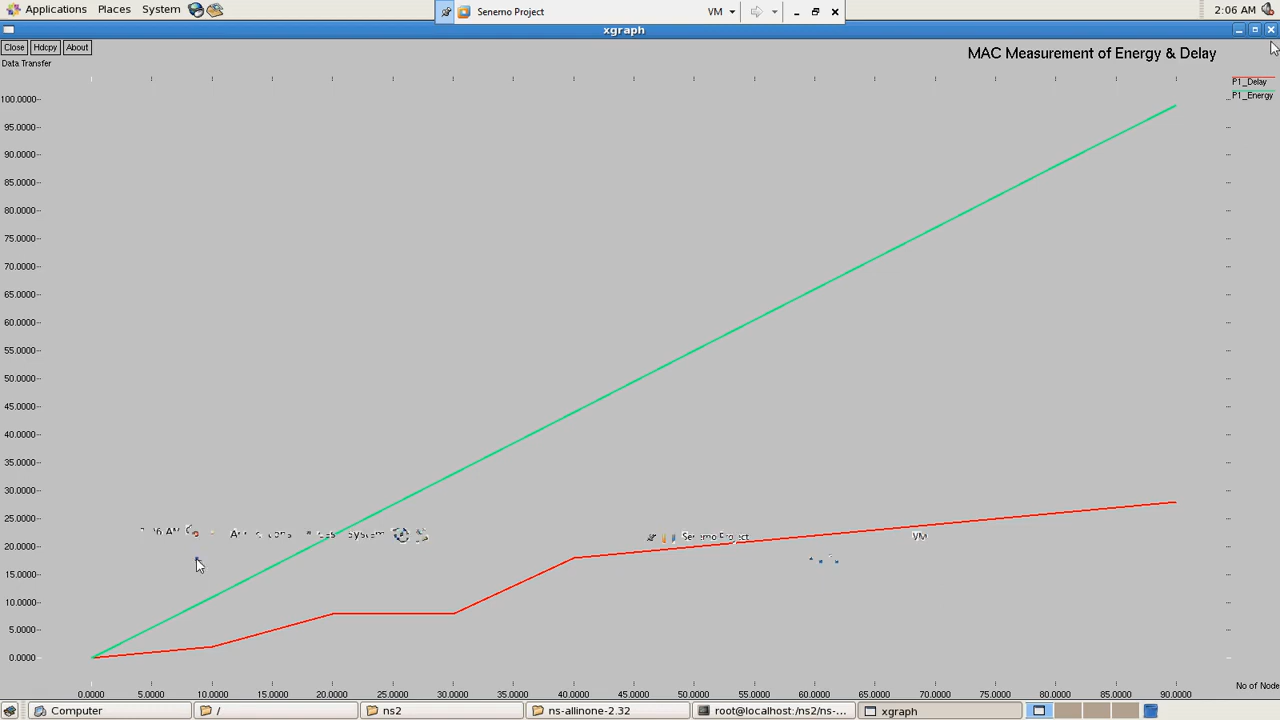 Applications Places System Senemo Project VM 2:06 AM
xgraph
Close Hdcpy About
MAC Measurement of Energy & Delay
Data Transfer
P1_Delay
P1_Energy
100.0000
95.0000
90.0000
85.0000
80.0000
75.0000
70.0000
65.0000
60.0000
55.0000
50.0000
45.0000
40.0000
35.0000
30.0000
25.0000
System Senemo Project VM
20.0000
15.0000
10.0000
5.0000
0.0000
No of Node
0.0000 5.0000 10.0000 15.0000 20.0000 25.0000 30.0000 35.0000 40.0000 45.0000 50.0000 55.0000 60.0000 65.0000 70.0000 75.0000 80.0000 85.0000 90.0000
Computer / ns2 ns-allinone-2.32 root@localhost:/ns2/ns-... xgraph